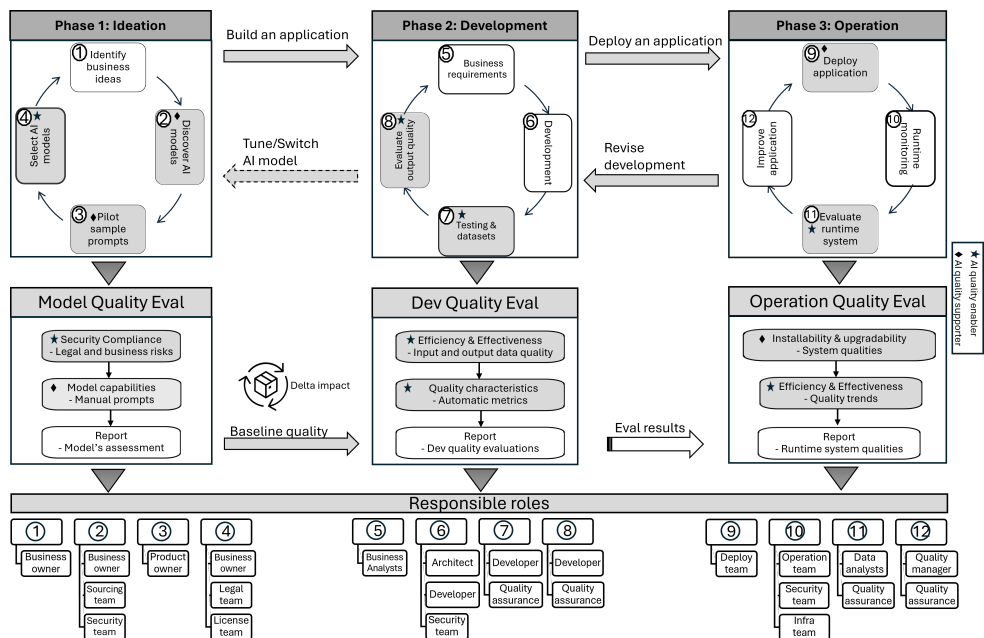 Phase 1: Ideation
Phase 2: Development
Phase 3: Operation
1
Identify
business
ideas
2
Discover AI
models
3
Pilot
sample
prompts
4
Select AI
models
Build an application
Tune/Switch
AI model
5
Business
requirements
6
Development
7
Testing &
datasets
8
Evaluate
output quality
Deploy an application
Revise
development
9
Deploy
application
10
Runtime
monitoring
11
Evaluate
runtime
system
12
Improve
application
AI quality enabler
AI quality supporter
Model Quality Eval
Security Compliance
- Legal and business risks
Model capabilities
- Manual prompts
Report
- Model's assessment
Delta impact
Baseline quality
Dev Quality Eval
Efficiency & Effectiveness
- Input and output data quality
Quality characteristics
- Automatic metrics
Report
- Dev quality evaluations
Eval results
Operation Quality Eval
Installability & upgradability
- System qualities
Efficiency & Effectiveness
- Quality trends
Report
- Runtime system qualities
Responsible roles
1
Business
owner
2
Business
owner
Sourcing
team
Security
team
3
Product
owner
4
Business
owner
Legal
team
License
team
5
Business
Analysts
6
Architect
Developer
Security
team
7
Developer
Quality
assurance
8
Developer
Quality
assurance
9
Deploy
team
10
Operation
team
Security
team
Infra
team
11
Data
analysts
Quality
assurance
12
Quality
manager
Quality
assurance